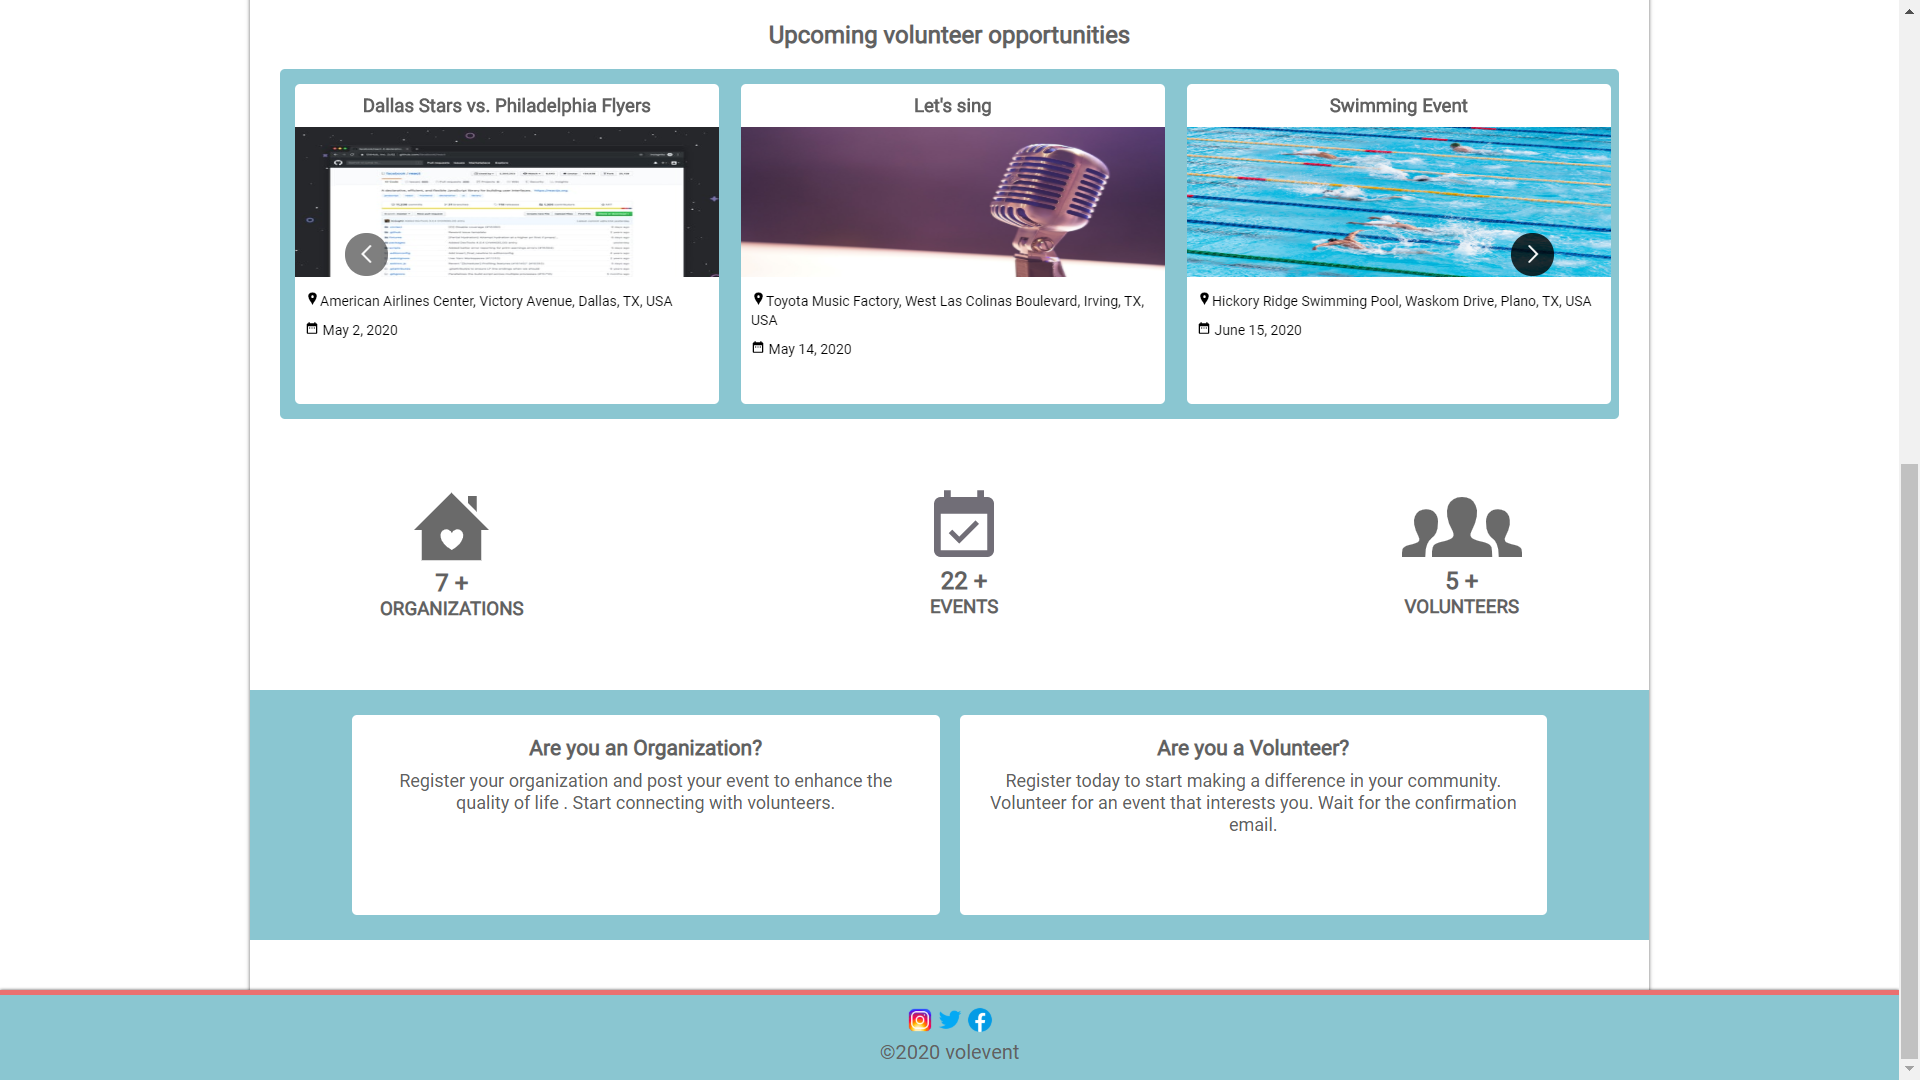 Upcoming volunteer opportunities
Dallas Stars vs. Philadelphia Flyers
Let's sing
Swimming Event
American Airlines Center, Victory Avenue, Dallas, TX, USA
May 2, 2020
Toyota Music Factory, West Las Colinas Boulevard, Irving, TX,
USA
May 14, 2020
Hickory Ridge Swimming Pool, Waskom Drive, Plano, TX, USA
June 15, 2020
7 +
ORGANIZATIONS
22 +
EVENTS
5 +
VOLUNTEERS
Are you an Organization?
Register your organization and post your event to enhance the
quality of life . Start connecting with volunteers.
Are you a Volunteer?
Register today to start making a difference in your community.
Volunteer for an event that interests you. Wait for the confirmation
email.
©2020 volevent